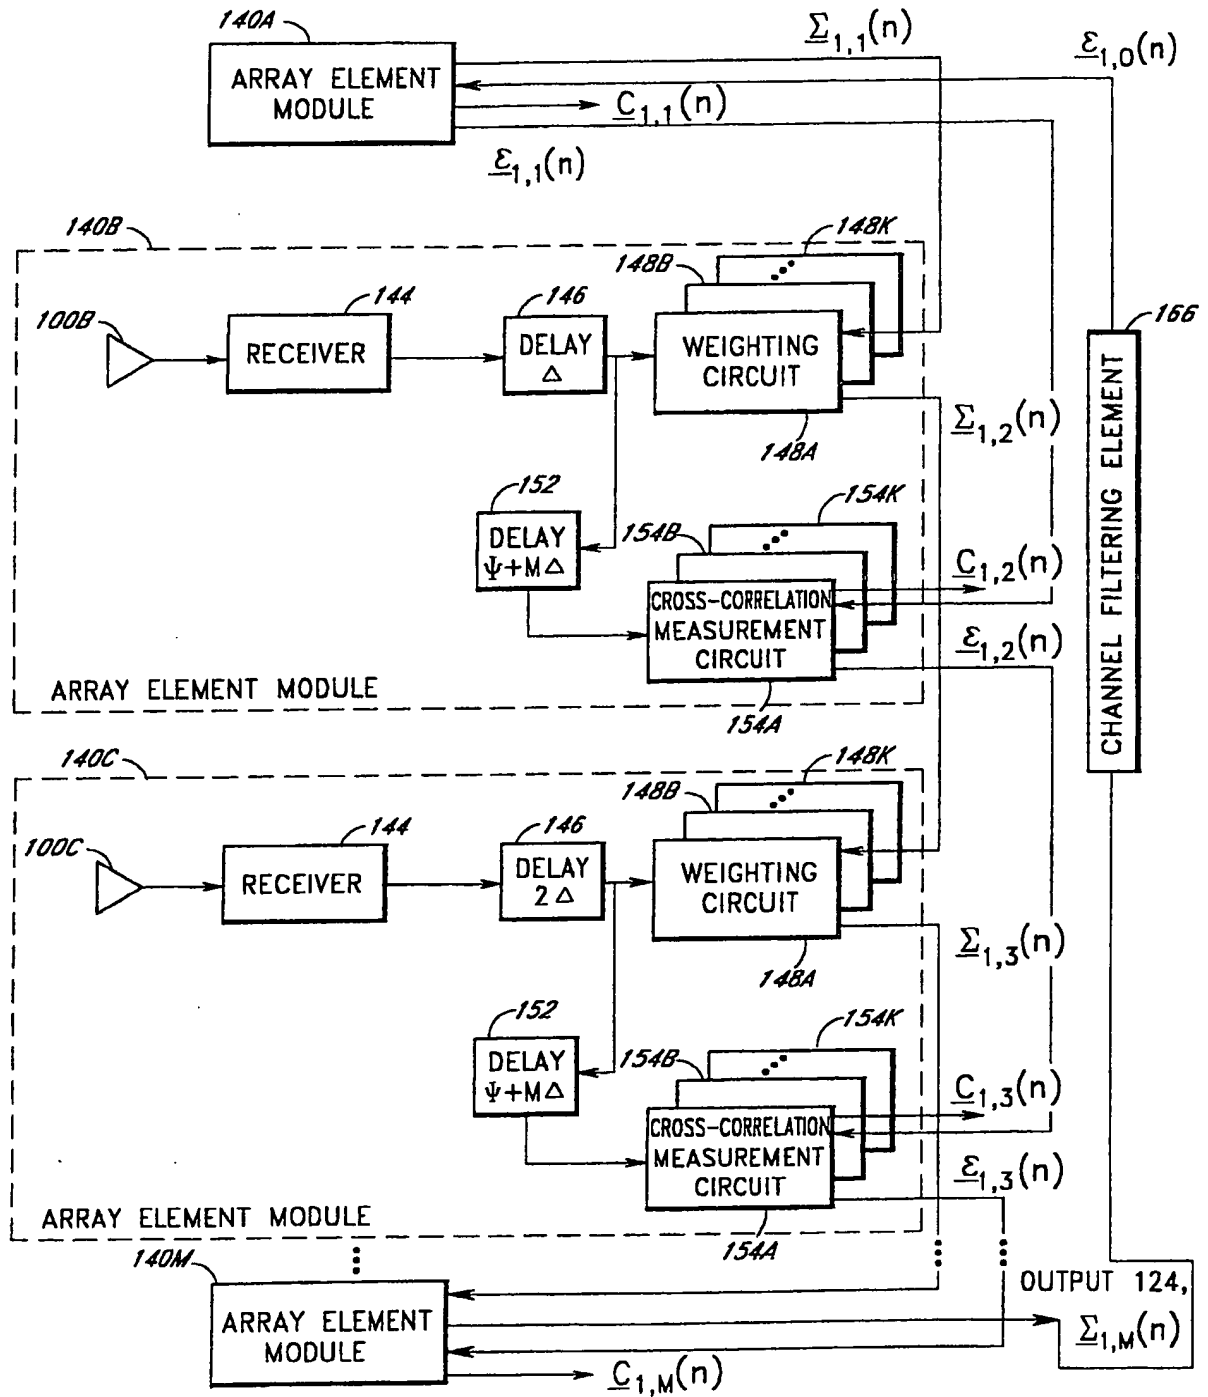 140A
ARRAY ELEMENT
MODULE
Σ1,1(n)
ε1,0(n)
C1,1(n)
ε1,1(n)
140B
148K
148B
100B
144
146
166
RECEIVER
DELAY
Δ
WEIGHTING
CIRCUIT
Σ1,2(n)
148A
CHANNEL FILTERING ELEMENT
152
154K
154B
DELAY
Ψ+MΔ
C1,2(n)
CROSS-CORRELATION
MEASUREMENT
CIRCUIT
ε1,2(n)
ARRAY ELEMENT MODULE
154A
140C
148K
148B
100C
144
146
RECEIVER
DELAY
2 Δ
WEIGHTING
CIRCUIT
Σ1,3(n)
148A
152
154K
154B
DELAY
Ψ+MΔ
C1,3(n)
CROSS-CORRELATION
MEASUREMENT
CIRCUIT
ε1,3(n)
ARRAY ELEMENT MODULE
154A
140M
OUTPUT 124,
ARRAY ELEMENT
MODULE
Σ1,M(n)
C1,M(n)